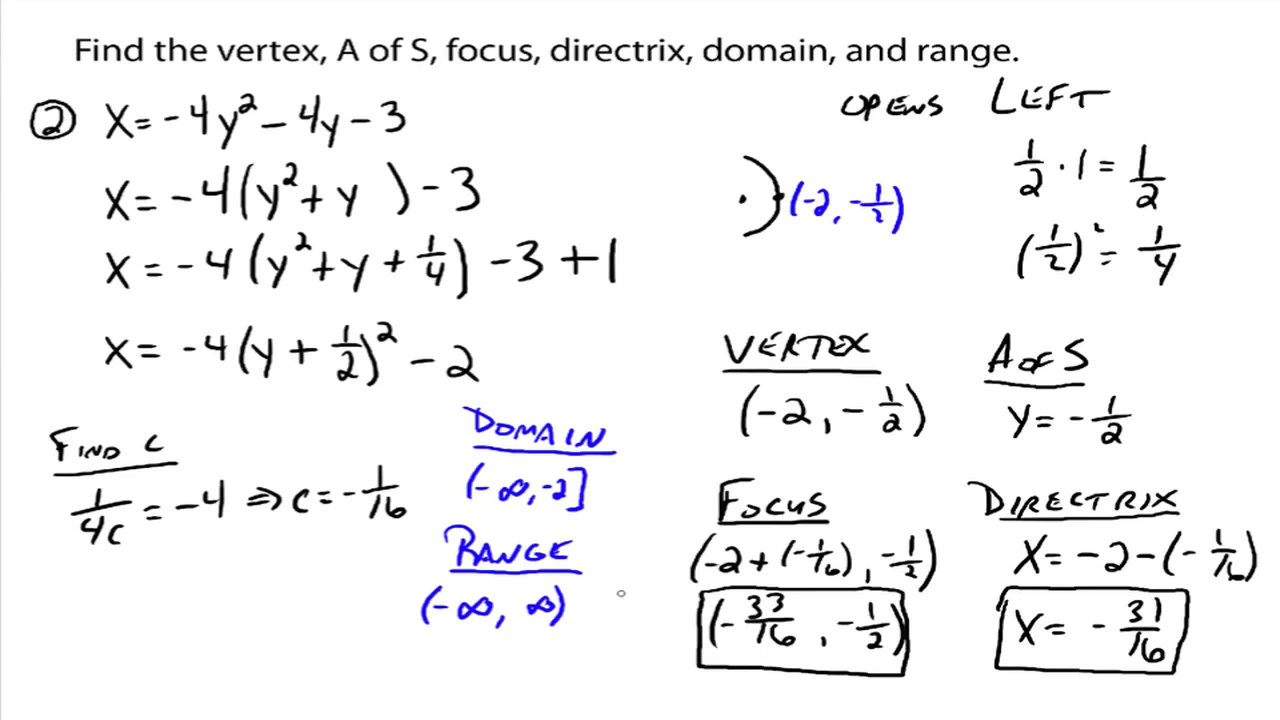 Find the vertex, A of S, focus, directrix, domain, and range.
② X = -4y² - 4y - 3
X = -4(y² + y ) - 3
X = -4(y² + y + 1/4) - 3 + 1
X = -4(y + 1/2)² - 2
OPENS LEFT
(-2, -1/2)
1/2 · 1 = 1/2
(1/2)² = 1/4
FIND C
1/4C = -4 ⇒ C = -1/16
DOMAIN
(-∞, -2]
RANGE
(-∞, ∞)
VERTEX
(-2, -1/2)
A OF S
Y = -1/2
FOCUS
(-2 + (-1/16), -1/2)
(-33/16, -1/2)
DIRECTRIX
X = -2 - (-1/16)
X = -31/16